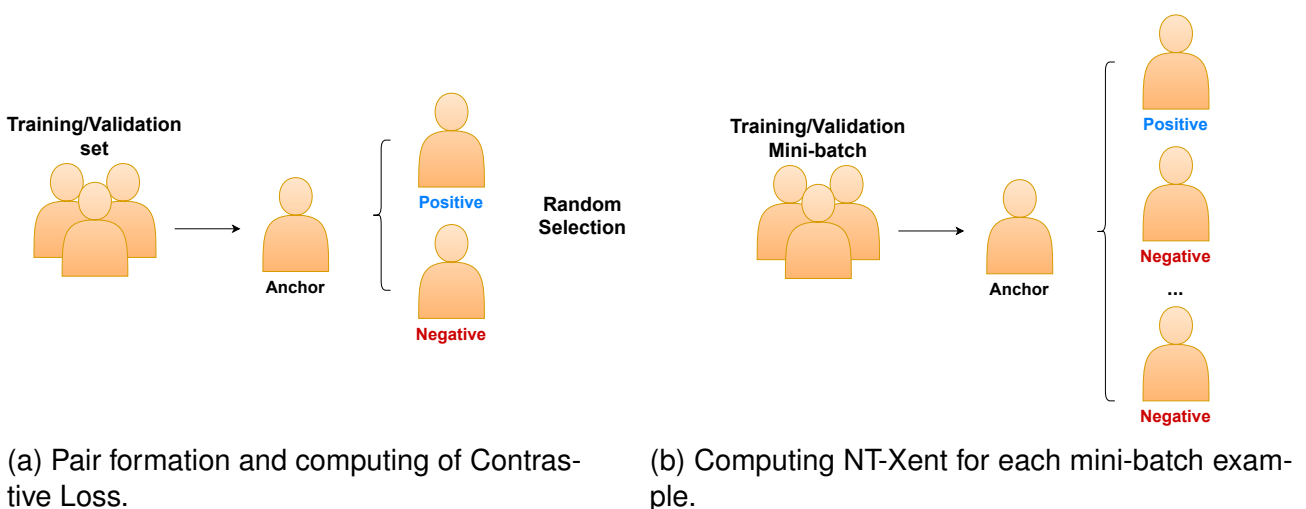 Training/Validation
set
Anchor
Positive
Negative
Random
Selection
(a) Pair formation and computing of Contras-
tive Loss.
Training/Validation
Mini-batch
Anchor
Positive
Negative
...
Negative
(b) Computing NT-Xent for each mini-batch exam-
ple.